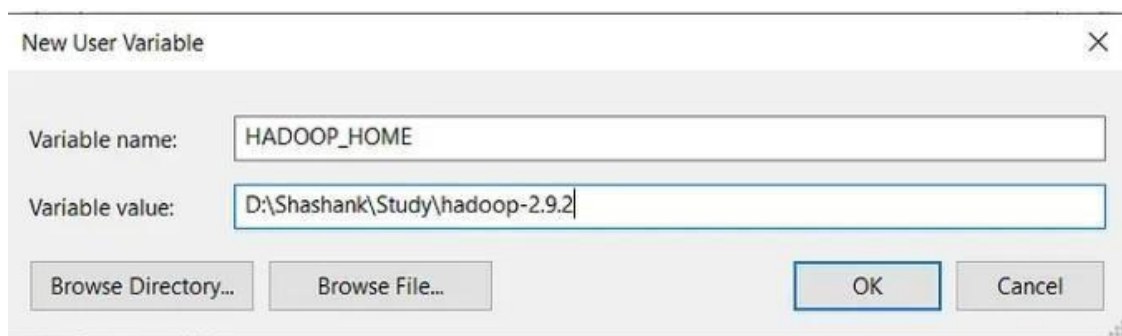 New User Variable
Variable name: HADOOP_HOME
Variable value: D:\Shashank\Study\hadoop-2.9.2
Browse Directory... Browse File... OK Cancel